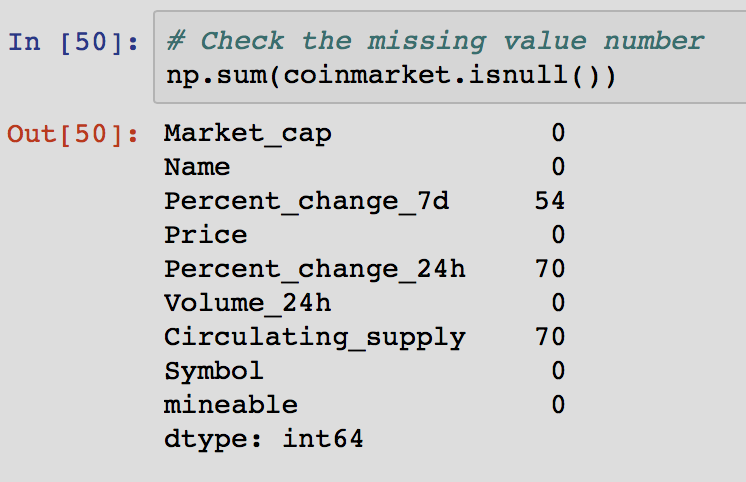 In [50]: # Check the missing value number
np.sum(coinmarket.isnull())
Out[50]: Market_cap 0
Name 0
Percent_change_7d 54
Price 0
Percent_change_24h 70
Volume_24h 0
Circulating_supply 70
Symbol 0
mineable 0
dtype: int64